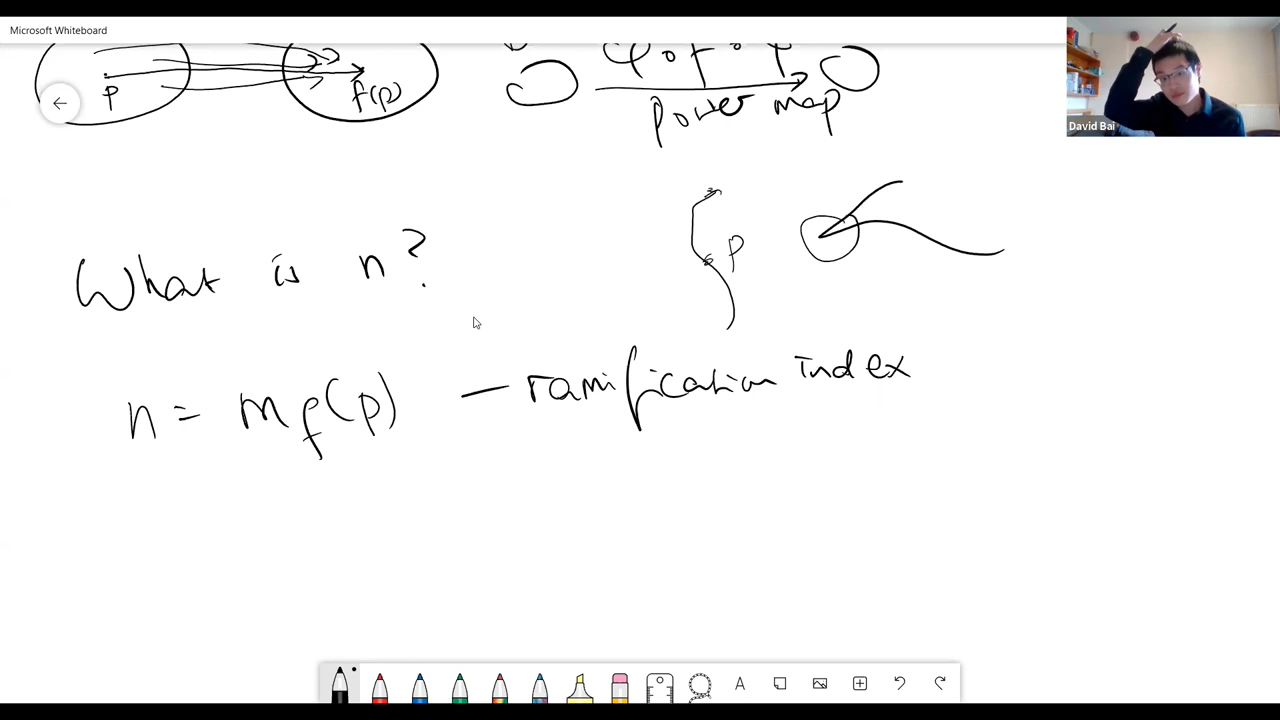 Microsoft Whiteboard
p
f(p)
power map
David Bai
p
What is n?
n = m_f(p) — ramification index
A